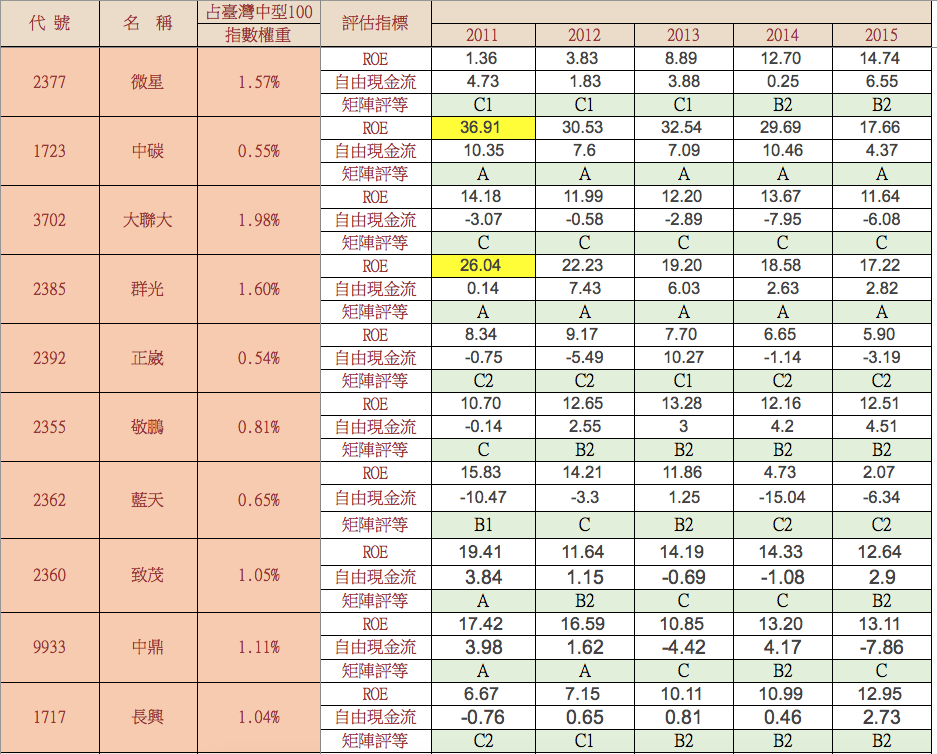 代 號 名 稱 占臺灣中型100 指數權重 評估指標 2011 2012 2013 2014 2015
2377 微星 1.57% ROE 1.36 3.83 8.89 12.70 14.74
自由現金流 4.73 1.83 3.88 0.25 6.55
矩陣評等 C1 C1 C1 B2 B2
1723 中碳 0.55% ROE 36.91 30.53 32.54 29.69 17.66
自由現金流 10.35 7.6 7.09 10.46 4.37
矩陣評等 A A A A A
3702 大聯大 1.98% ROE 14.18 11.99 12.20 13.67 11.64
自由現金流 -3.07 -0.58 -2.89 -7.95 -6.08
矩陣評等 C C C C C
2385 群光 1.60% ROE 26.04 22.23 19.20 18.58 17.22
自由現金流 0.14 7.43 6.03 2.63 2.82
矩陣評等 A A A A A
2392 正崴 0.54% ROE 8.34 9.17 7.70 6.65 5.90
自由現金流 -0.75 -5.49 10.27 -1.14 -3.19
矩陣評等 C2 C2 C1 C2 C2
2355 敬鵬 0.81% ROE 10.70 12.65 13.28 12.16 12.51
自由現金流 -0.14 2.55 3 4.2 4.51
矩陣評等 C B2 B2 B2 B2
2362 藍天 0.65% ROE 15.83 14.21 11.86 4.73 2.07
自由現金流 -10.47 -3.3 1.25 -15.04 -6.34
矩陣評等 B1 C B2 C2 C2
2360 致茂 1.05% ROE 19.41 11.64 14.19 14.33 12.64
自由現金流 3.84 1.15 -0.69 -1.08 2.9
矩陣評等 A B2 C C B2
9933 中鼎 1.11% ROE 17.42 16.59 10.85 13.20 13.11
自由現金流 3.98 1.62 -4.42 4.17 -7.86
矩陣評等 A A C B2 C
1717 長興 1.04% ROE 6.67 7.15 10.11 10.99 12.95
自由現金流 -0.76 0.65 0.81 0.46 2.73
矩陣評等 C2 C1 B2 B2 B2